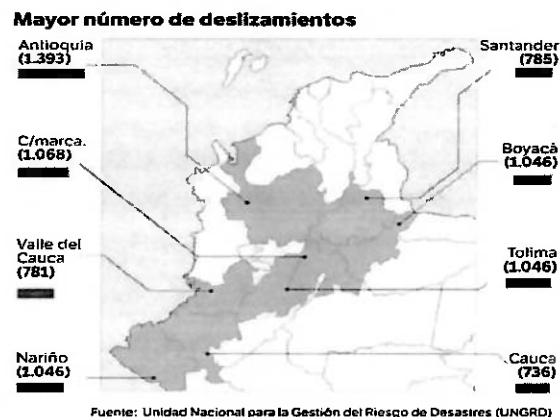 Mayor número de deslizamientos
Antioquia
(1.393)
Santander
(785)
C/marca.
(1.068)
Boyacá
(1.046)
Valle del
Cauca
(781)
Tolima
(1.046)
Nariño
(1.046)
Cauca
(736)
Fuente: Unidad Nacional para la Gestión del Riesgo de Desastres (UNGRD)